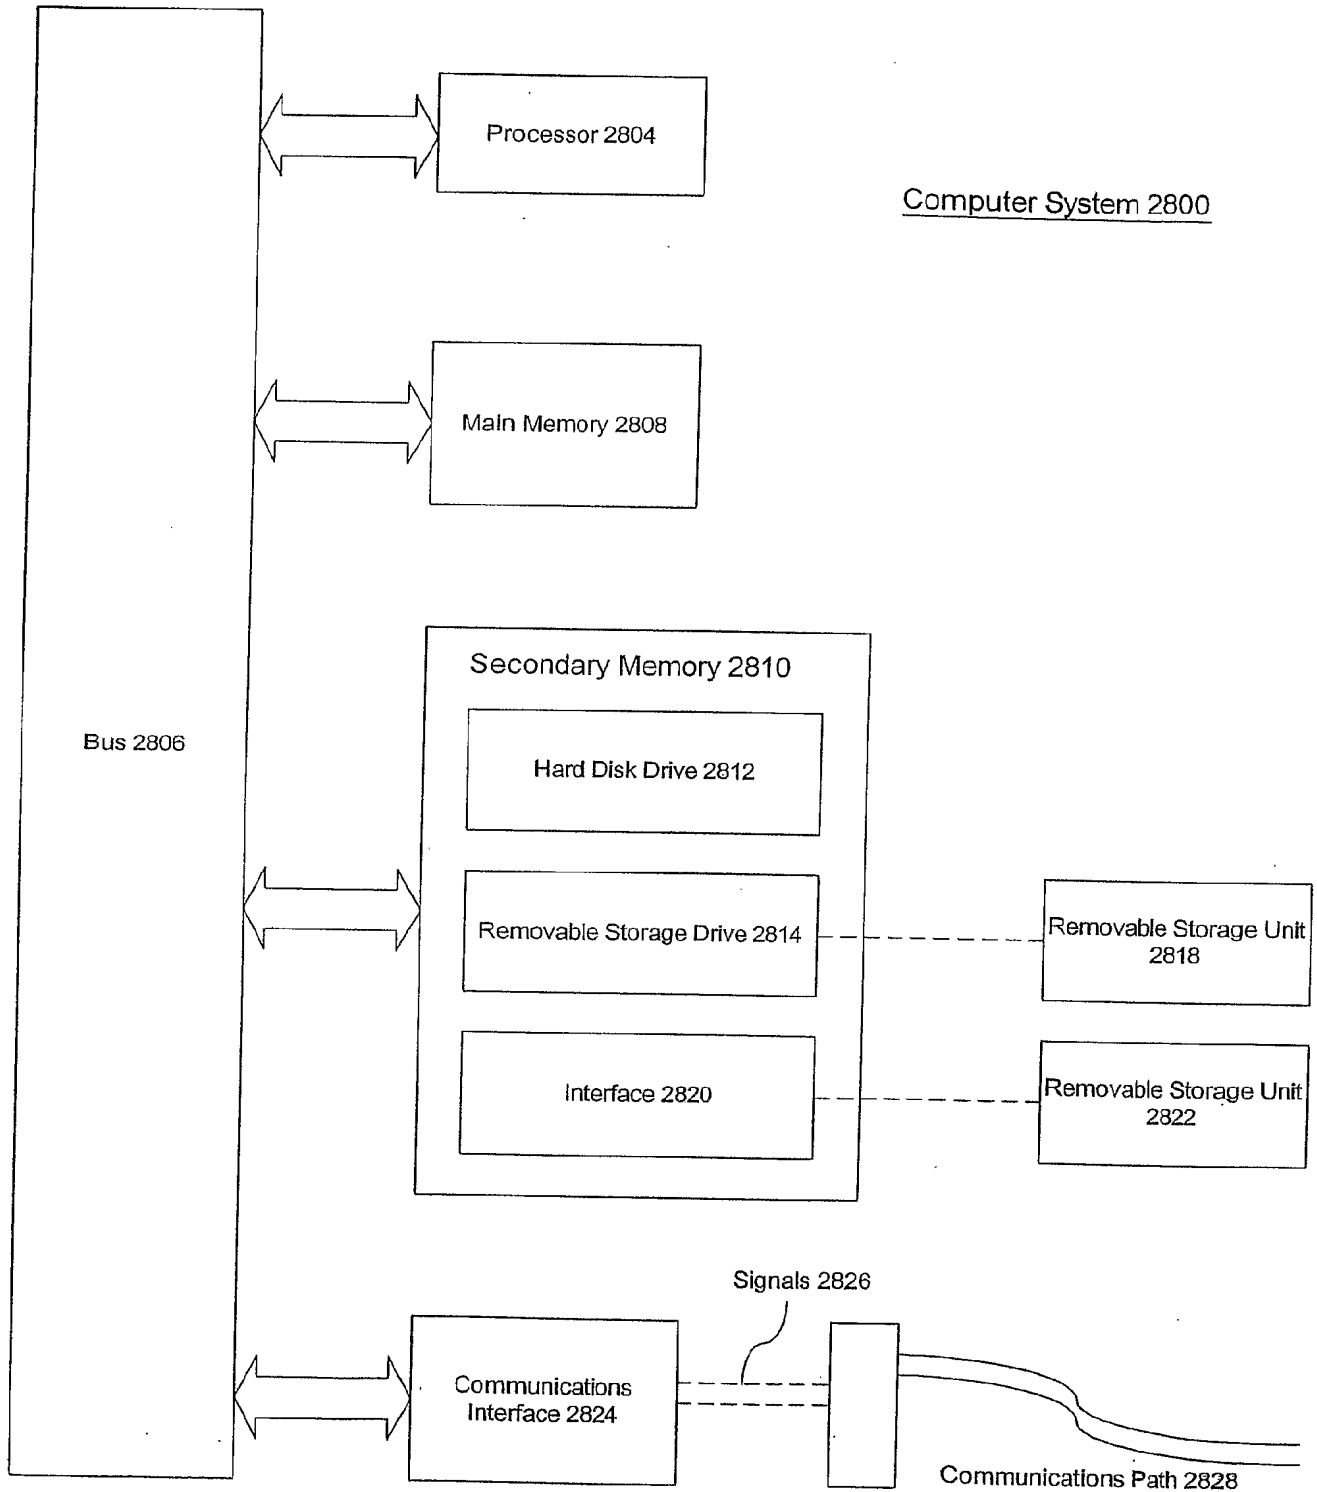 Processor 2804
Computer System 2800
Main Memory 2808
Secondary Memory 2810
Bus 2806
Hard Disk Drive 2812
Removable Storage Drive 2814
Removable Storage Unit
2818
Interface 2820
Removable Storage Unit
2822
Signals 2826
Communications
Interface 2824
Communications Path 2828